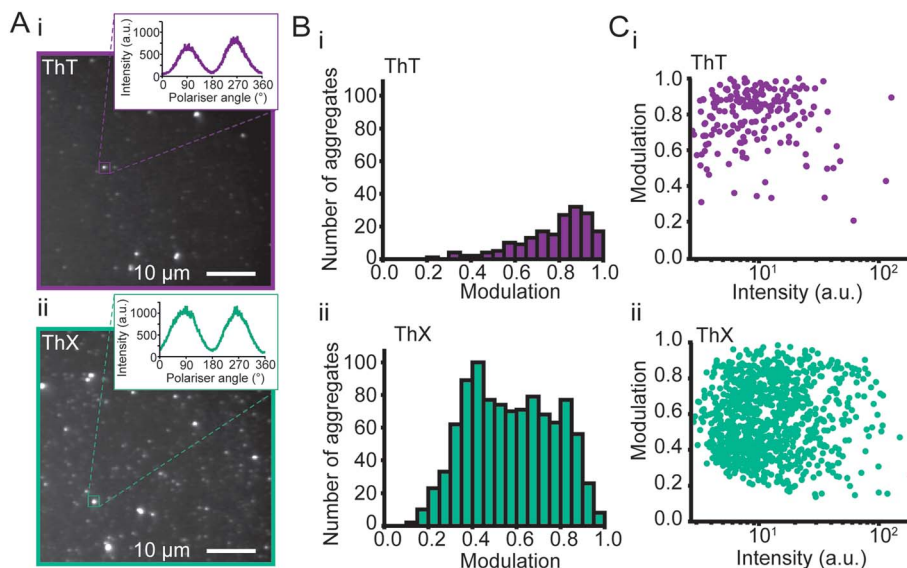 A
i
ThT
Intensity (a.u.)
1000
500
250
0
0 90 180 270 360
Polariser angle (°)
10 µm
ii
ThX
Intensity (a.u.)
1000
500
250
0
0 90 180 270 360
Polariser angle (°)
10 µm
B
i
ThT
Number of aggregates
100
80
60
40
20
0
0.0 0.2 0.4 0.6 0.8 1.0
Modulation
ii
ThX
Number of aggregates
100
80
60
40
20
0
0.0 0.2 0.4 0.6 0.8 1.0
Modulation
C
i
ThT
Modulation
1.0
0.8
0.6
0.4
0.2
0.0
10¹ 10²
Intensity (a.u.)
ii
ThX
Modulation
1.0
0.8
0.6
0.4
0.2
0.0
10¹ 10²
Intensity (a.u.)